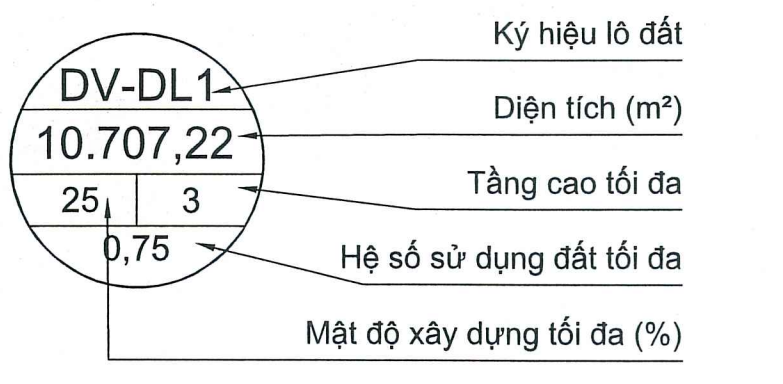 Ký hiệu lô đất
DV-DL1
Diện tích (m²)
10.707,22
Tầng cao tối đa
25
3
0,75
Hệ số sử dụng đất tối đa
Mật độ xây dựng tối đa (%)